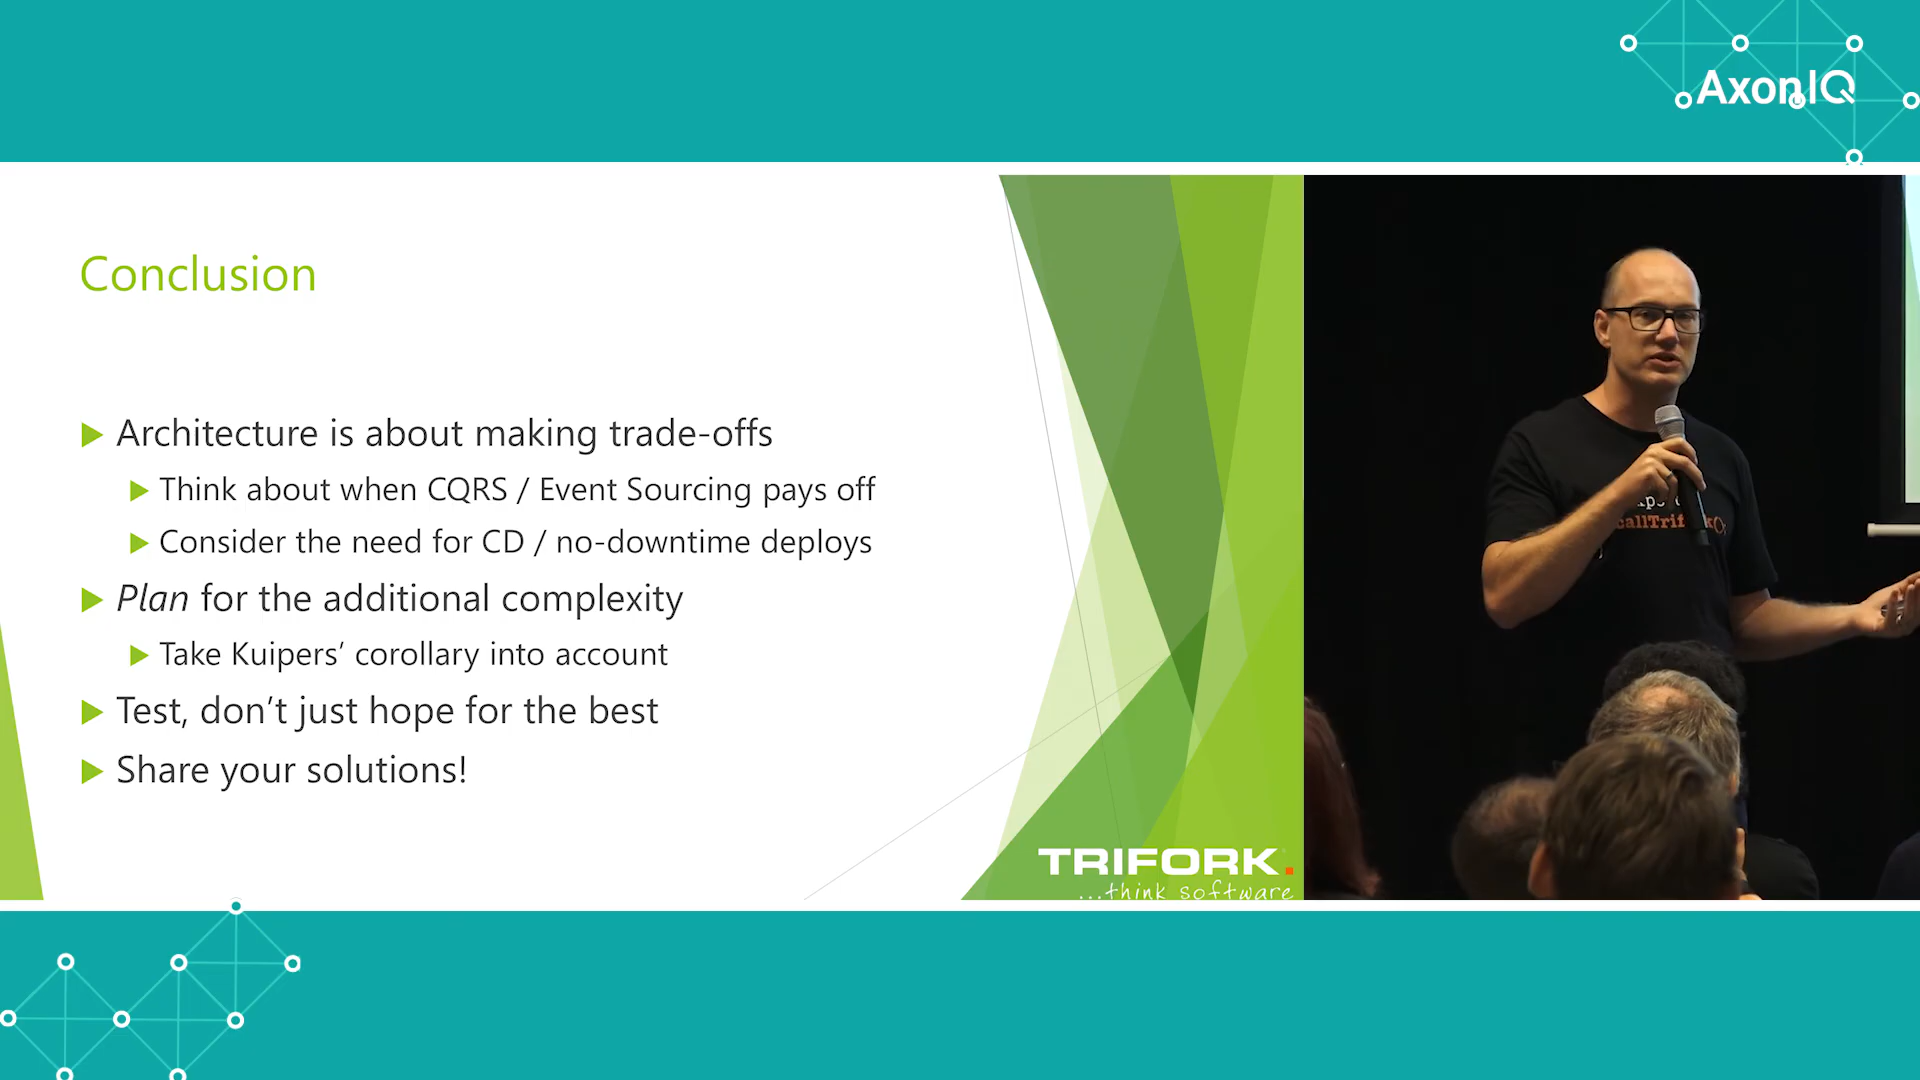 AxonIQ
Conclusion
Architecture is about making trade-offs
Think about when CQRS / Event Sourcing pays off
Consider the need for CD / no-downtime deploys
Plan for the additional complexity
Take Kuipers’ corollary into account
Test, don’t just hope for the best
Share your solutions!
TRIFORK.
...think software